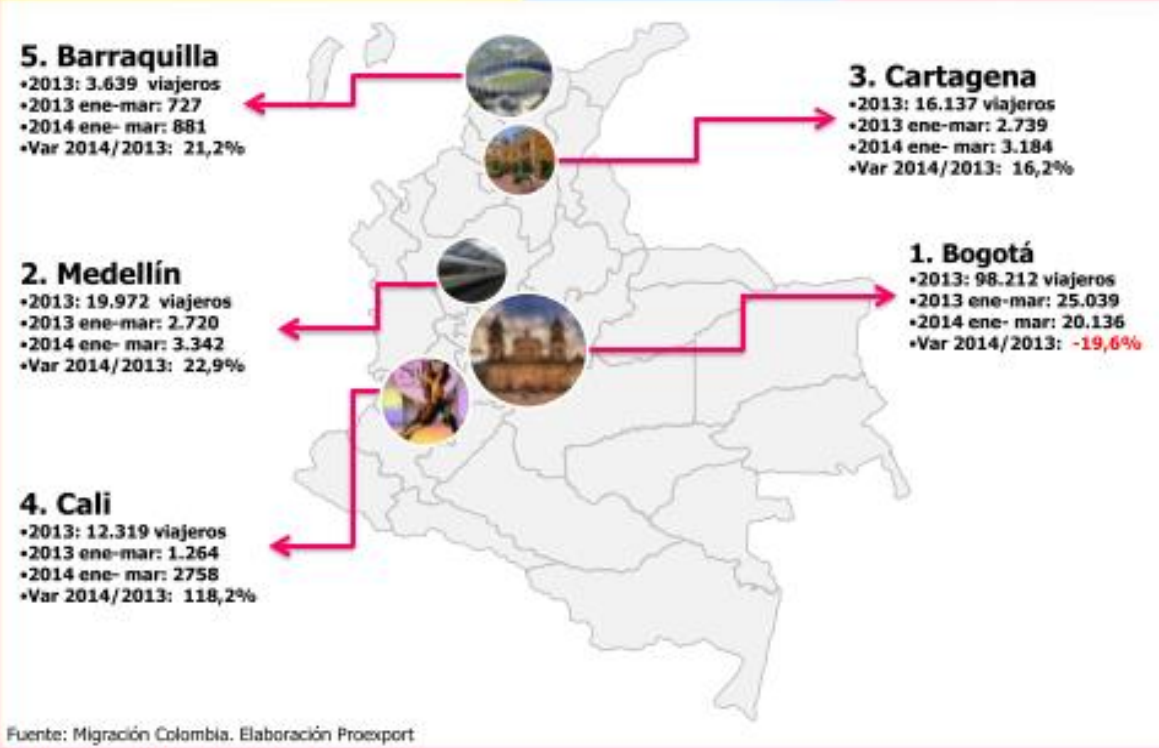 5. Barraquilla
•2013: 3.639 viajeros
•2013 ene-mar: 727
•2014 ene- mar: 881
•Var 2014/2013: 21,2%
3. Cartagena
•2013: 16.137 viajeros
•2013 ene-mar: 2.739
•2014 ene- mar: 3.184
•Var 2014/2013: 16,2%
2. Medellín
•2013: 19.972 viajeros
•2013 ene-mar: 2.720
•2014 ene- mar: 3.342
•Var 2014/2013: 22,9%
1. Bogotá
•2013: 98.212 viajeros
•2013 ene-mar: 25.039
•2014 ene- mar: 20.136
•Var 2014/2013: -19,6%
4. Cali
•2013: 12.319 viajeros
•2013 ene-mar: 1.264
•2014 ene- mar: 2758
•Var 2014/2013: 118,2%
Fuente: Migración Colombia. Elaboración Proexport